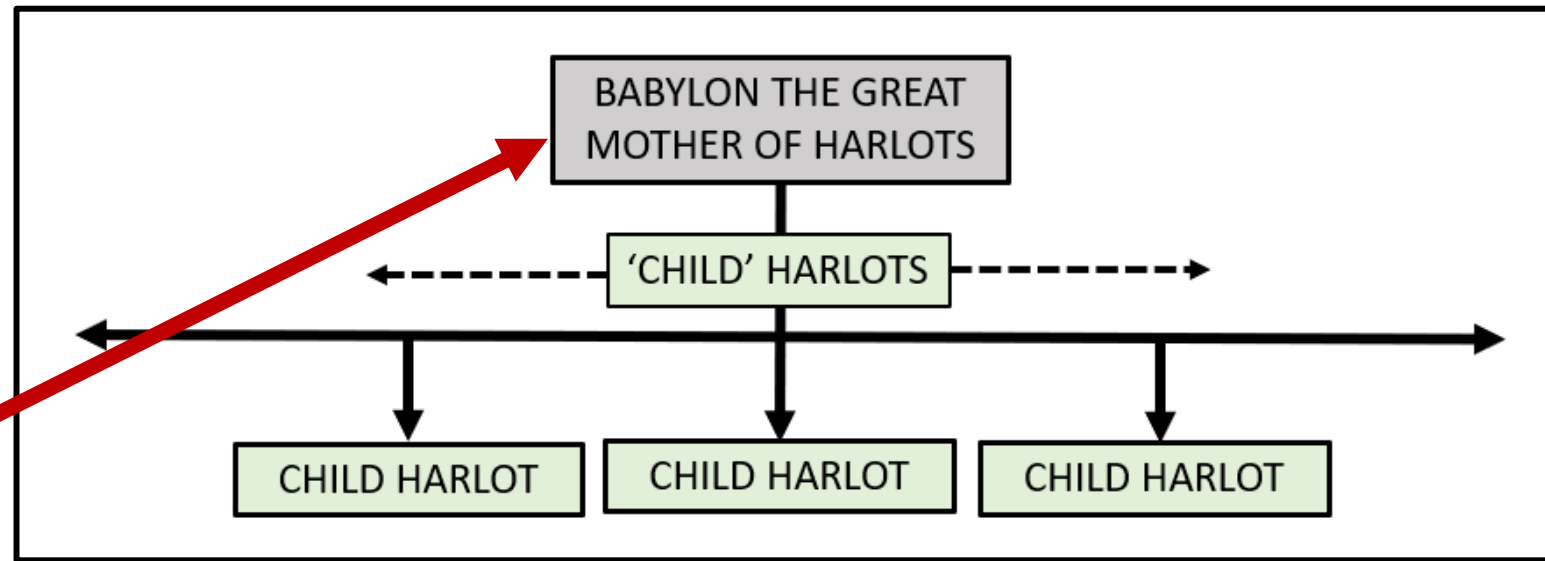 BABYLON THE GREAT
MOTHER OF HARLOTS
‘CHILD’ HARLOTS
CHILD HARLOT
CHILD HARLOT
CHILD HARLOT